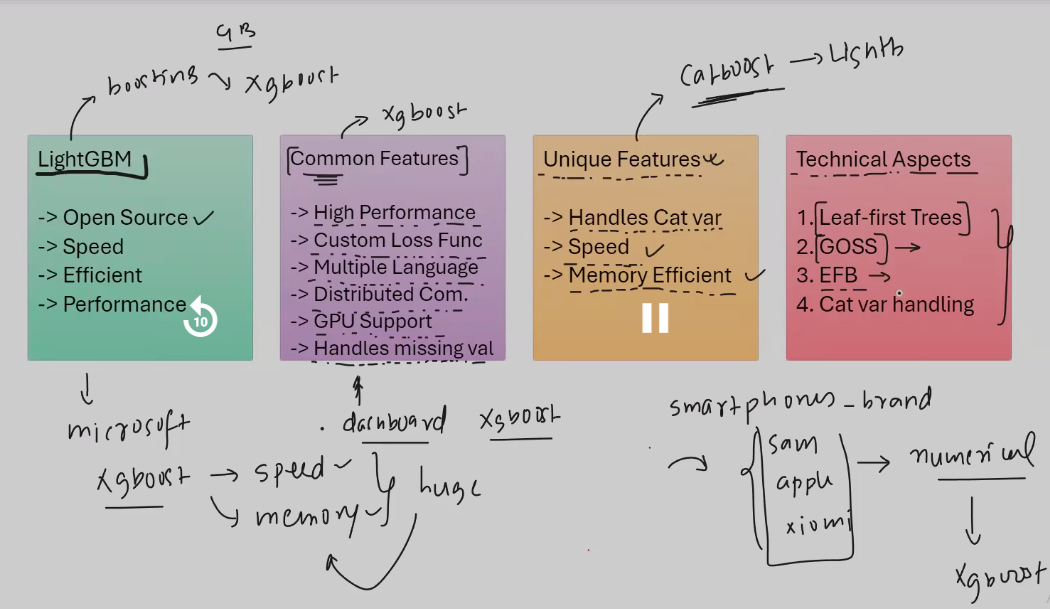 GB
boosting
xgboost
xgboost
Catboost → Lightb
LightGBM
-> Open Source ✓
-> Speed
-> Efficient
-> Performance
10
[Common Features]
-> High Performance
-> Custom Loss Func
-> Multiple Language
-> Distributed Com.
-> GPU Support
-> Handles missing val
Unique Features
-> Handles Cat var
-> Speed ✓
-> Memory Efficient ✓
Technical Aspects
1. [Leaf-first Trees]
2. [GOSS] →
3. EFB →
4. Cat var handling
microsoft
xgboost → speed ✓
memory ✓
huge
. dashboard xgboost
smartphones_brand
sam
apple
xiomi
→ numerical
xgboost